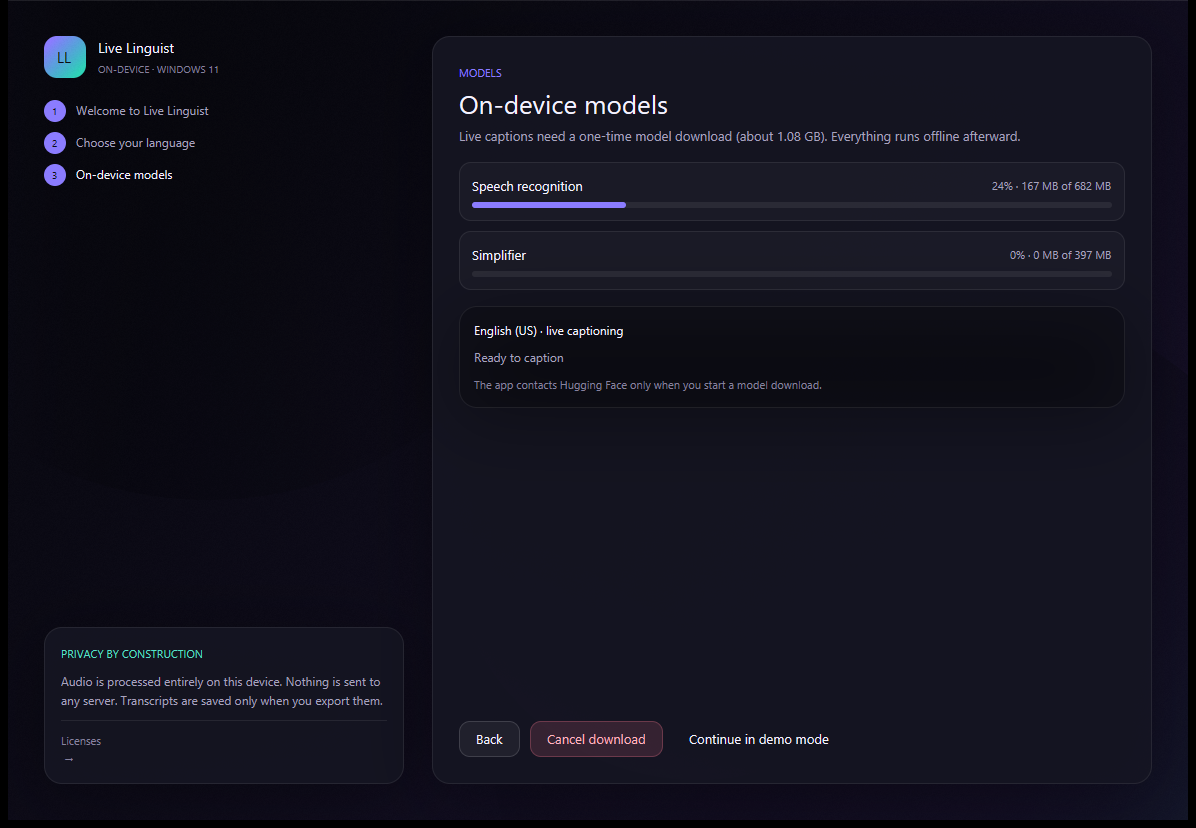 LL
Live Linguist
ON-DEVICE · WINDOWS 11
1 Welcome to Live Linguist
2 Choose your language
3 On-device models
PRIVACY BY CONSTRUCTION
Audio is processed entirely on this device. Nothing is sent to
any server. Transcripts are saved only when you export them.
Licenses
→
MODELS
On-device models
Live captions need a one-time model download (about 1.08 GB). Everything runs offline afterward.
Speech recognition 24% · 167 MB of 682 MB
Simplifier 0% · 0 MB of 397 MB
English (US) · live captioning
Ready to caption
The app contacts Hugging Face only when you start a model download.
Back Cancel download Continue in demo mode